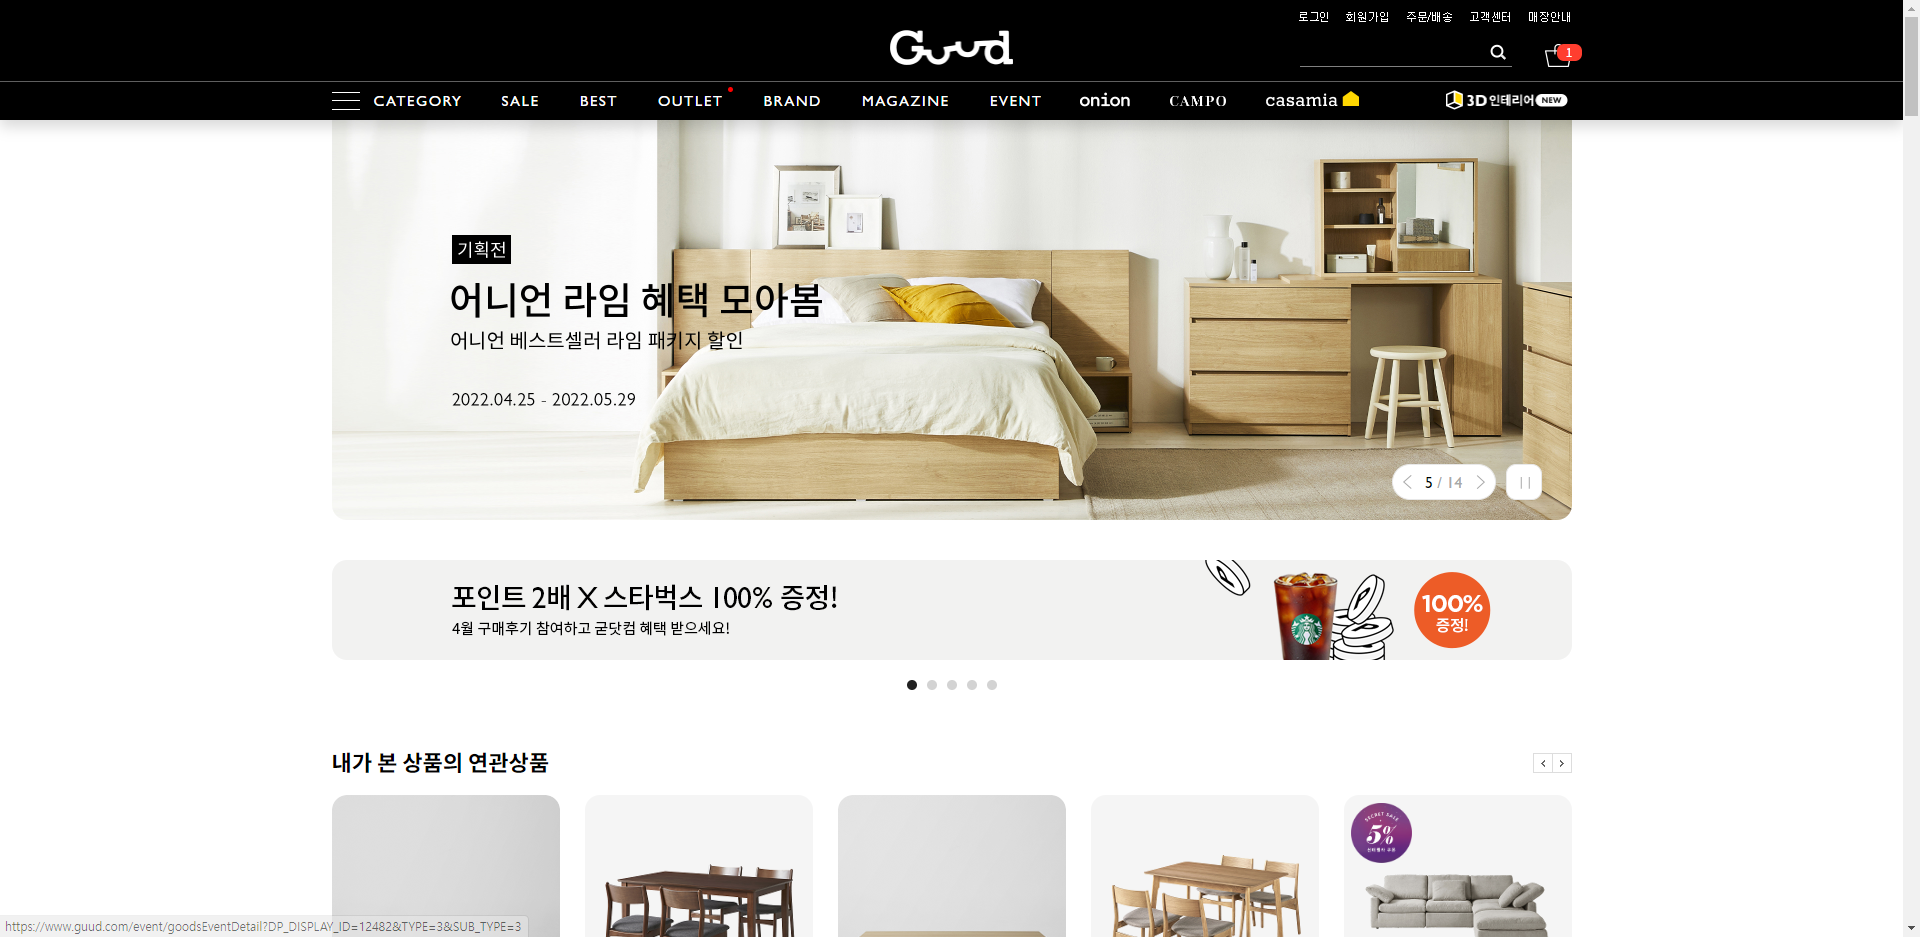 로그인 회원가입 주문/배송 고객센터 매장안내
Guud
1
CATEGORY SALE BEST OUTLET BRAND MAGAZINE EVENT onion CAMPO casamia 3D인테리어 NEW
기획전
어니언 라임 혜택 모아봄
어니언 베스트셀러 라임 패키지 할인
2022.04.25 - 2022.05.29
5 / 14
포인트 2배 X 스타벅스 100% 증정!
4월 구매후기 참여하고 굳닷컴 혜택 받으세요!
100%
증정!
내가 본 상품의 연관상품
SECRET SALE
5%
https://www.guud.com/event/goodsEventDetail?DP_DISPLAY_ID=12482&TYPE=3&SUB_TYPE=3